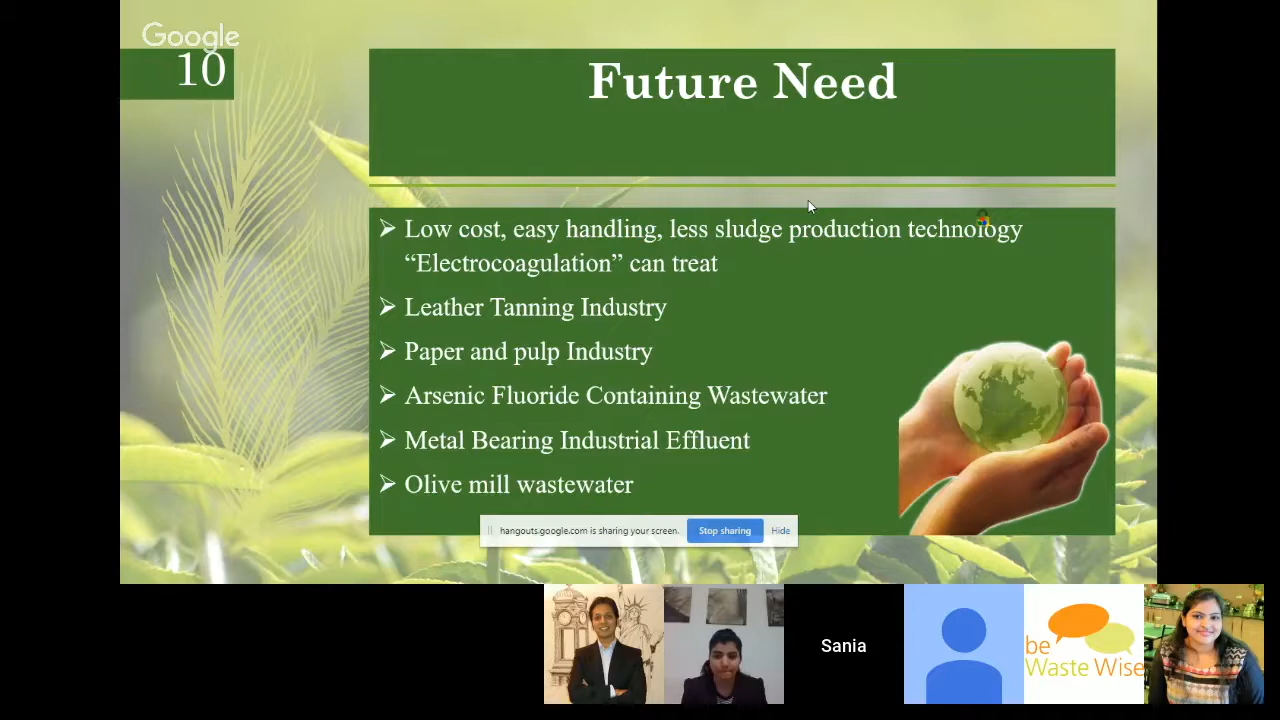 Google
10
Future Need
➢ Low cost, easy handling, less sludge production technology
“Electrocoagulation” can treat
➢ Leather Tanning Industry
➢ Paper and pulp Industry
➢ Arsenic Fluoride Containing Wastewater
➢ Metal Bearing Industrial Effluent
➢ Olive mill wastewater
hangouts.google.com is sharing your screen. Stop sharing Hide
Sania
be
Waste Wise